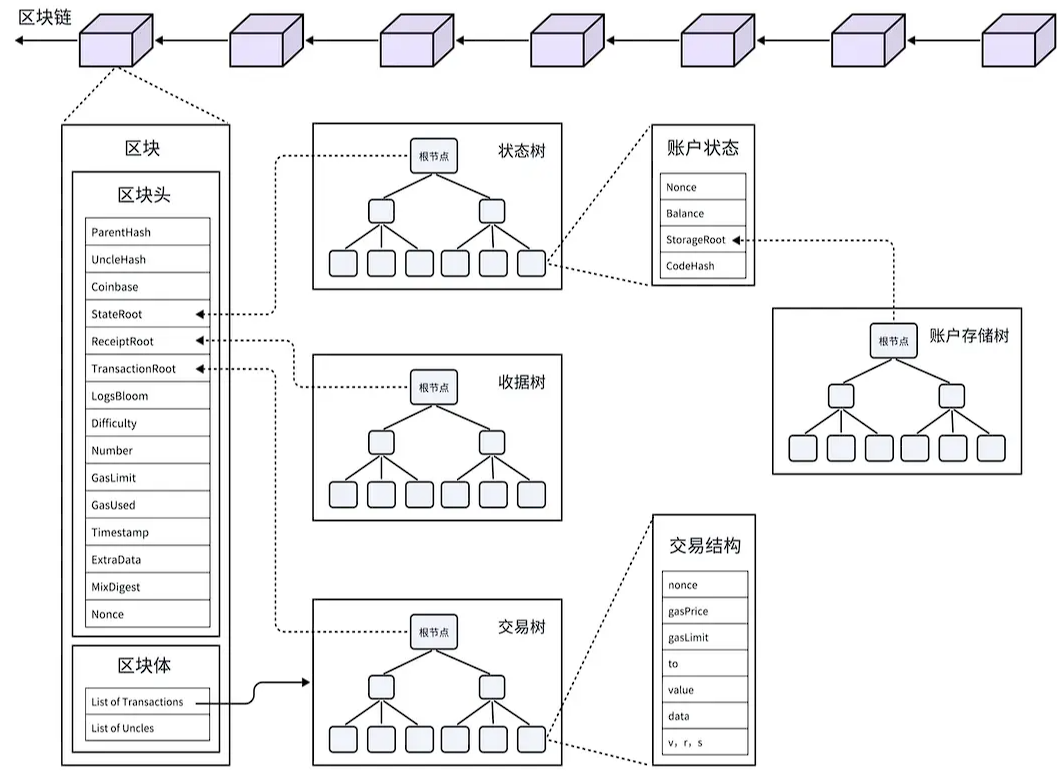 区块链
区块
区块头
ParentHash
UncleHash
Coinbase
StateRoot
ReceiptRoot
TransactionRoot
LogsBloom
Difficulty
Number
GasLimit
GasUsed
Timestamp
ExtraData
MixDigest
Nonce
区块体
List of Transactions
List of Uncles
状态树
根节点
收据树
根节点
交易树
根节点
账户状态
Nonce
Balance
StorageRoot
CodeHash
账户存储树
根节点
交易结构
nonce
gasPrice
gasLimit
to
value
data
v, r, s